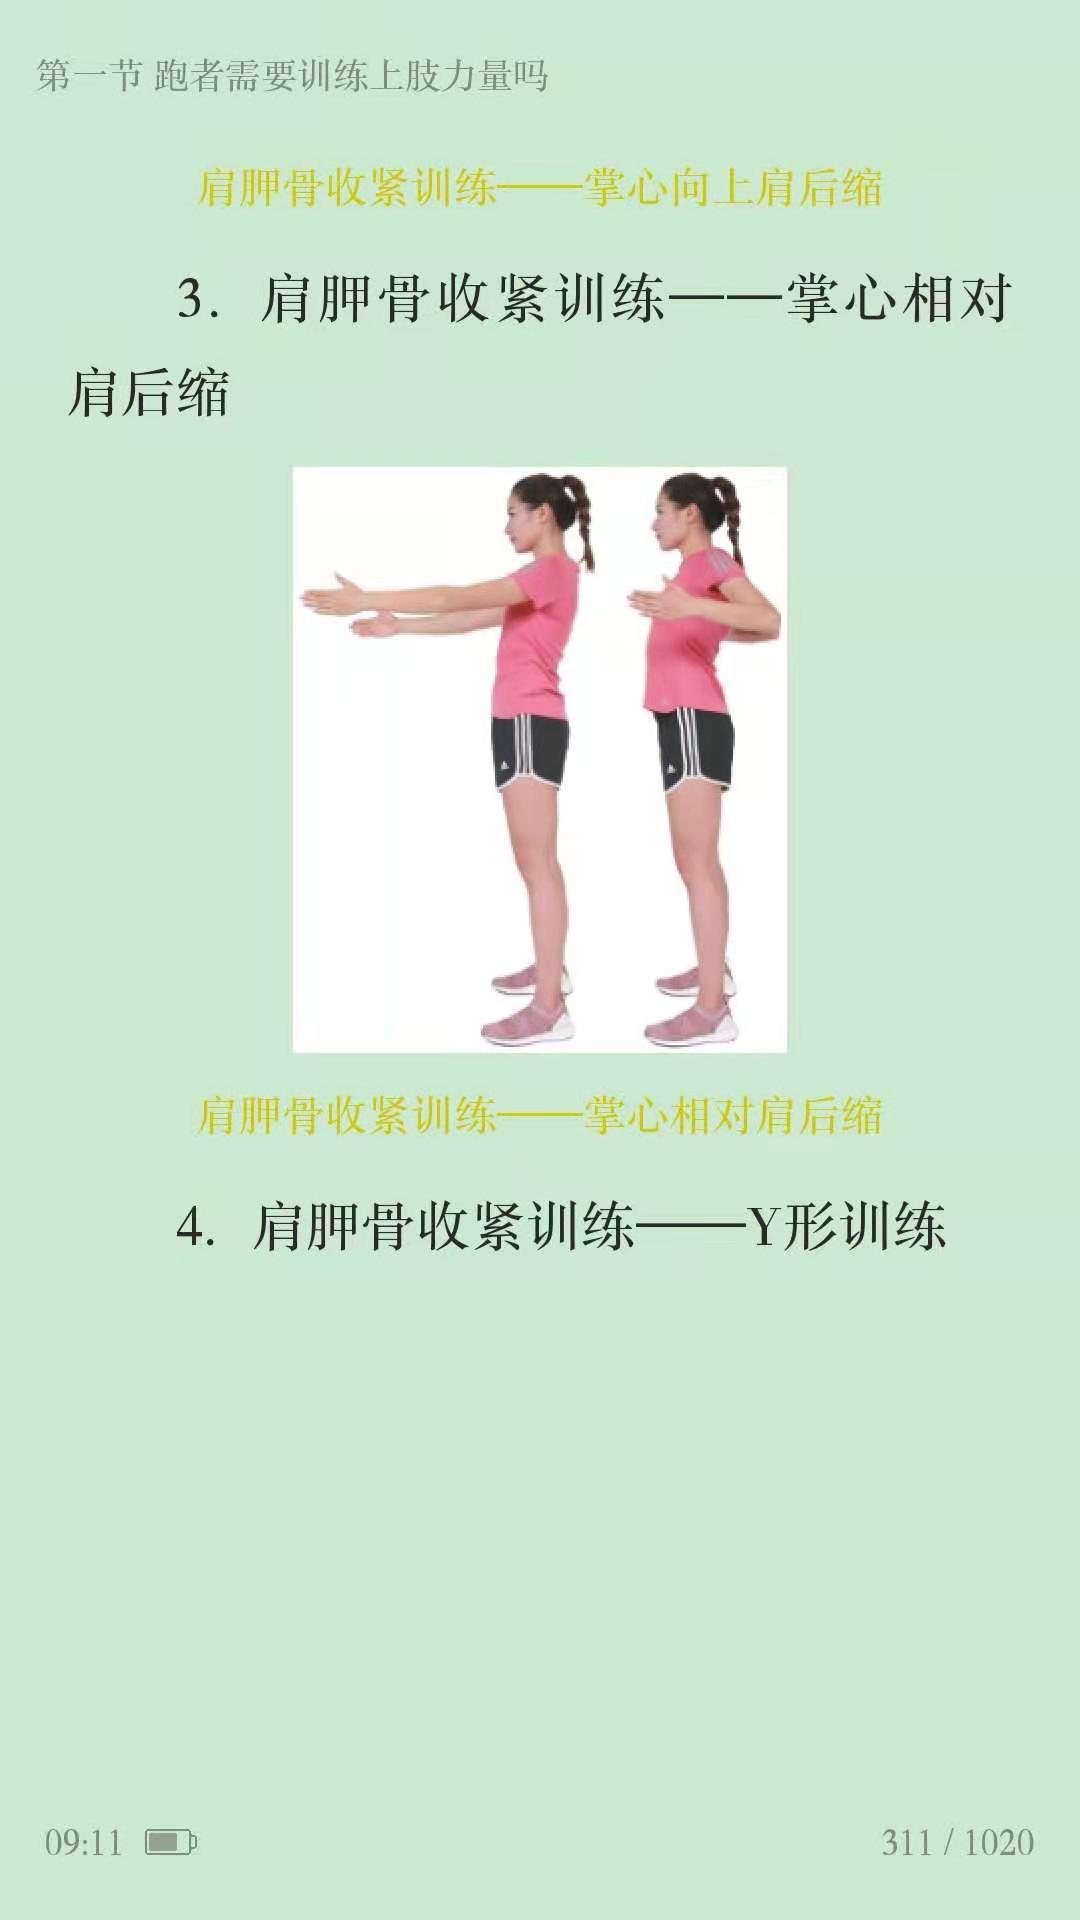 第一节 跑者需要训练上肢力量吗
肩胛骨收紧训练——掌心向上肩后缩
3. 肩胛骨收紧训练——掌心相对
肩后缩
肩胛骨收紧训练——掌心相对肩后缩
4. 肩胛骨收紧训练——Y形训练
09:11
311 / 1020